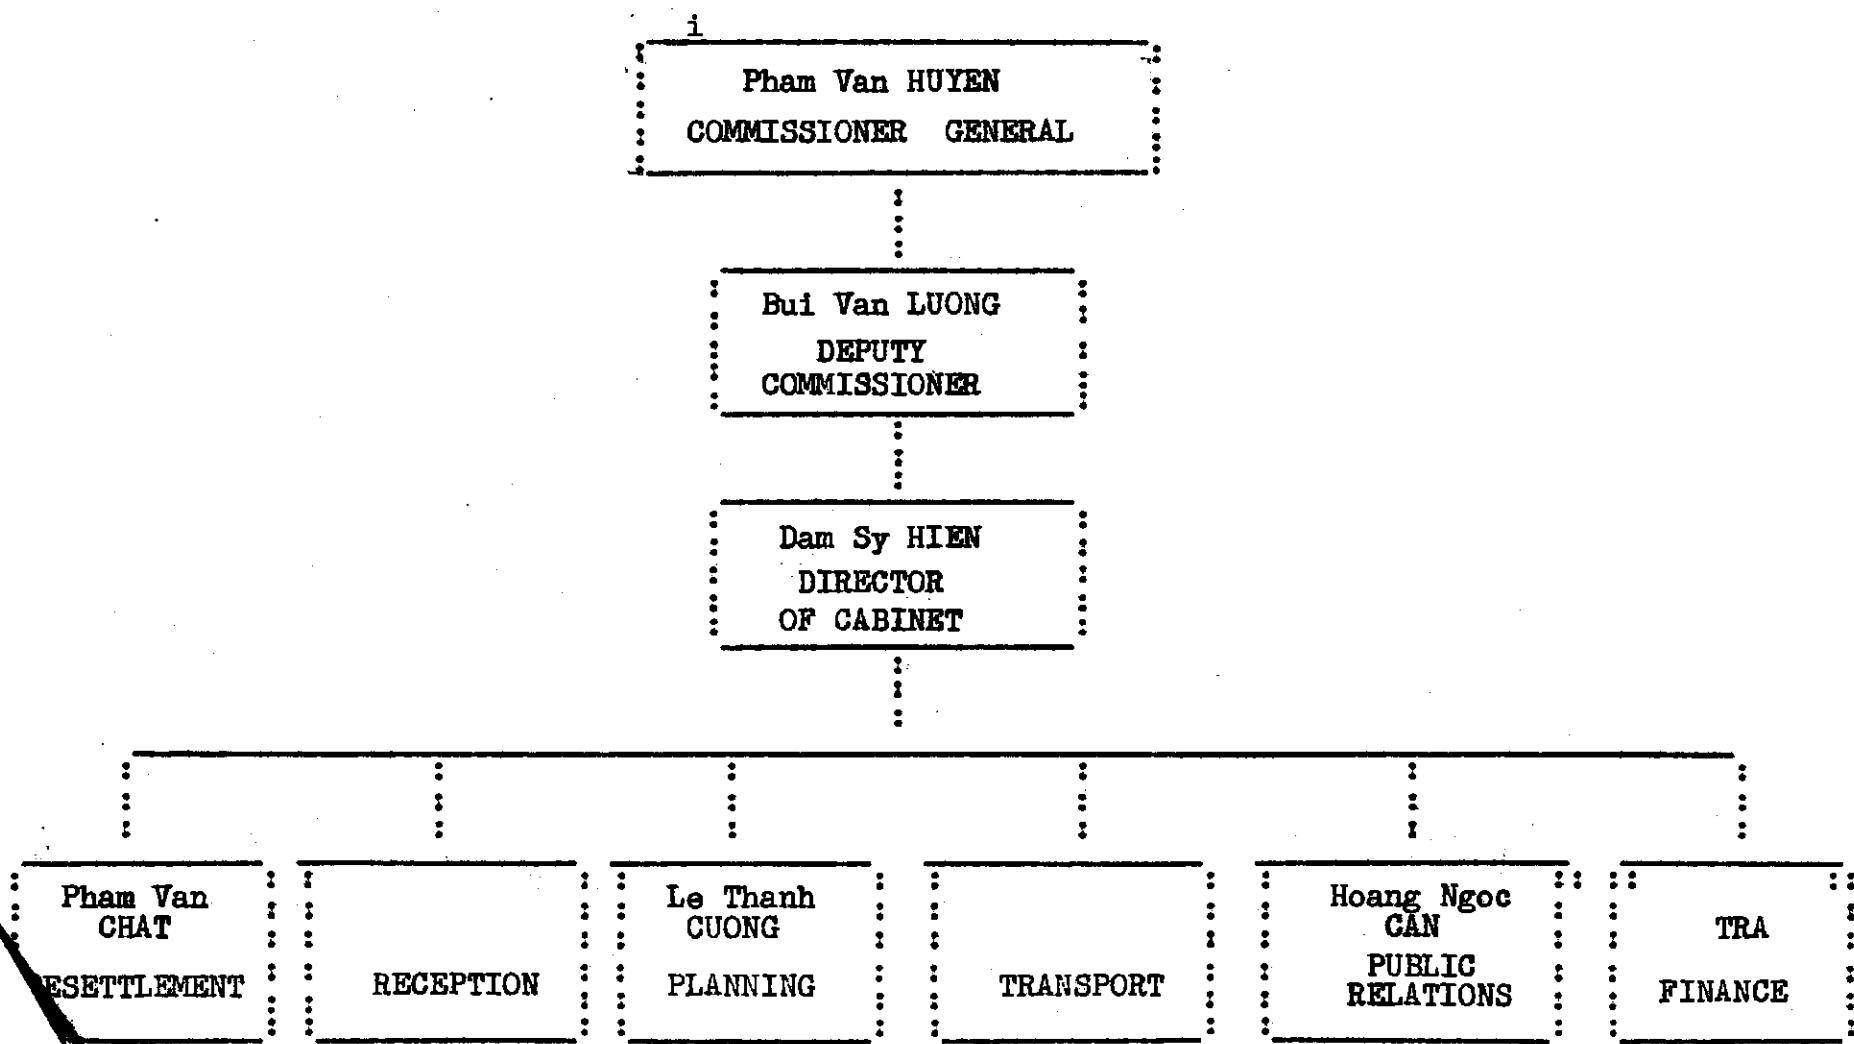 i
Pham Van HUYEN
COMMISSIONER GENERAL
Bui Van LUONG
DEPUTY
COMMISSIONER
Dam Sy HIEN
DIRECTOR
OF CABINET
Pham Van
CHAT
ESETTLEMENT
RECEPTION
Le Thanh
CUONG
PLANNING
TRANSPORT
Hoang Ngoc
CAN
PUBLIC
RELATIONS
TRA
FINANCE